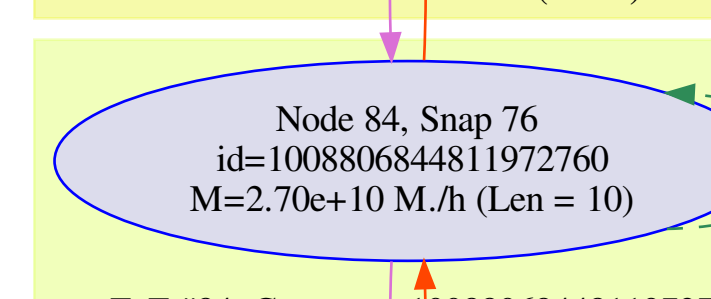 Node 84, Snap 76
id=1008806844811972760
M=2.70e+10 M./h (Len = 10)